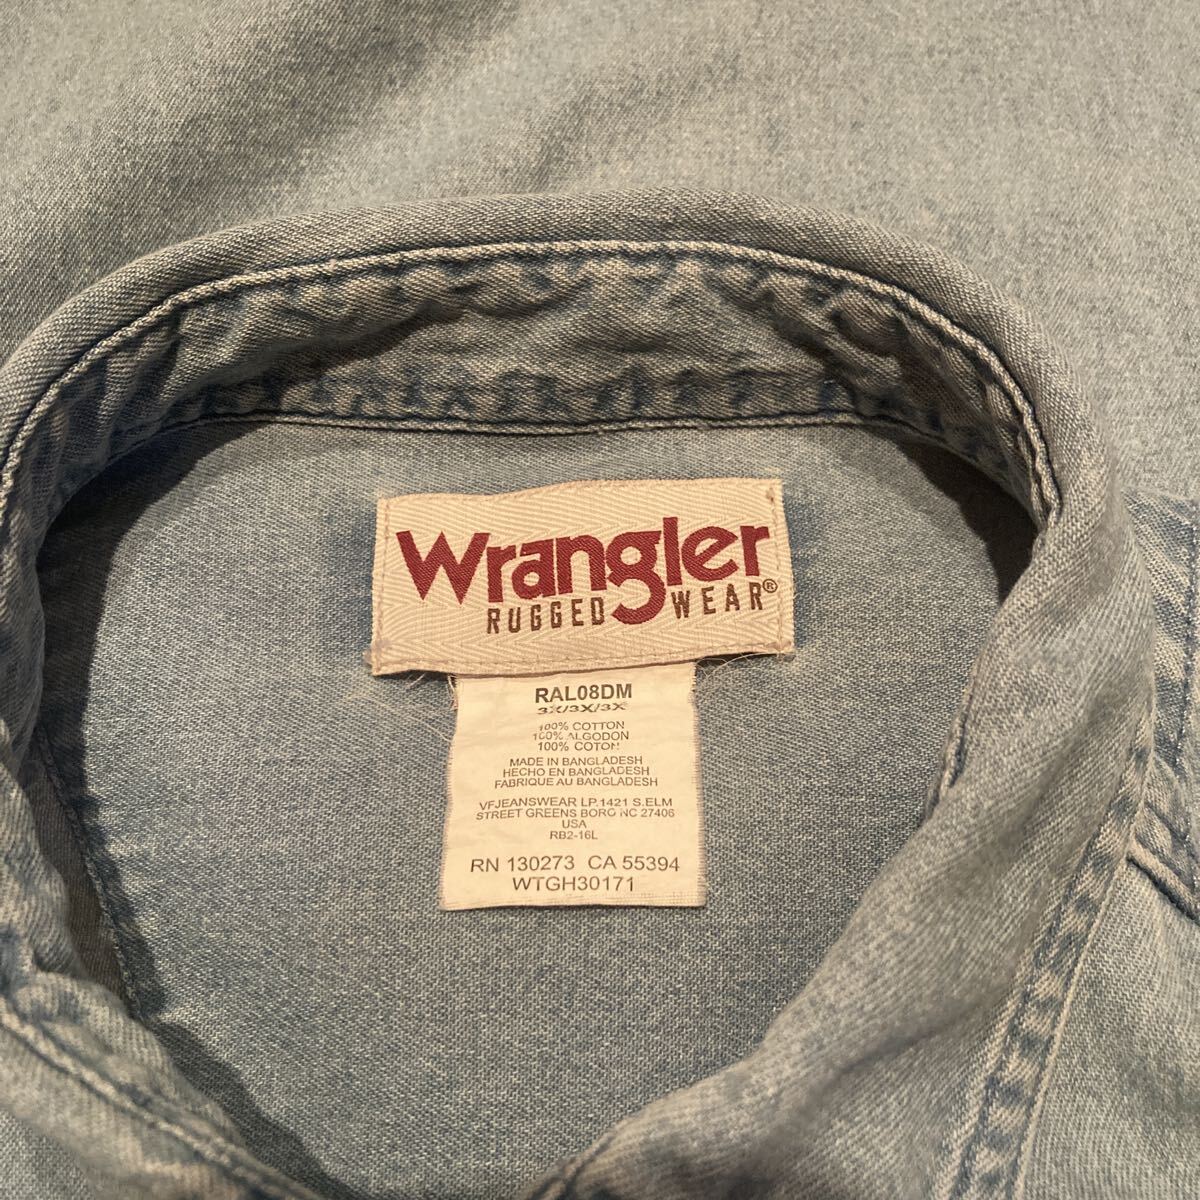 Wrangler
RUGGED WEAR®
RAL08DM
3X/3X/3X
100% COTTON
100% ALGODON
100% COTON
MADE IN BANGLADESH
HECHO EN BANGLADESH
FABRIQUE AU BANGLADESH
VFJEANSWEAR LP.1421 S.ELM
STREET GREENS BORO NC 27406
USA
RB2-16L
RN 130273 CA 55394
WTGH30171